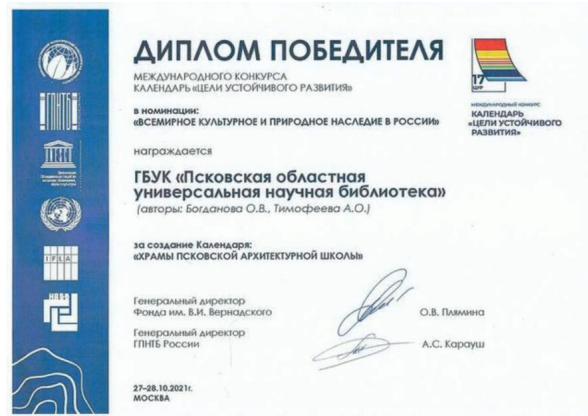 ДИПЛОМ ПОБЕДИТЕЛЯ
МЕЖДУНАРОДНОГО КОНКУРСА
КАЛЕНДАРЬ «ЦЕЛИ УСТОЙЧИВОГО РАЗВИТИЯ»
в номинации:
«ВСЕМИРНОЕ КУЛЬТУРНОЕ И ПРИРОДНОЕ НАСЛЕДИЕ В РОССИИ»
награждается
ГБУК «Псковская областная
универсальная научная библиотека»
(авторы: Богданова О.В., Тимофеева А.О.)
за создание Календаря:
«ХРАМЫ ПСКОВСКОЙ АРХИТЕКТУРНОЙ ШКОЛЫ»
Генеральный директор
Фонда им. В.И. Вернадского
О.В. Плямина
Генеральный директор
ГПНТБ России
А.С. Карауш
27–28.10.2021г.
МОСКВА
17
ЦУР
МЕЖДУНАРОДНЫЙ КОНКУРС
КАЛЕНДАРЬ
«ЦЕЛИ УСТОЙЧИВОГО
РАЗВИТИЯ»
ГПНТБ
IFLA